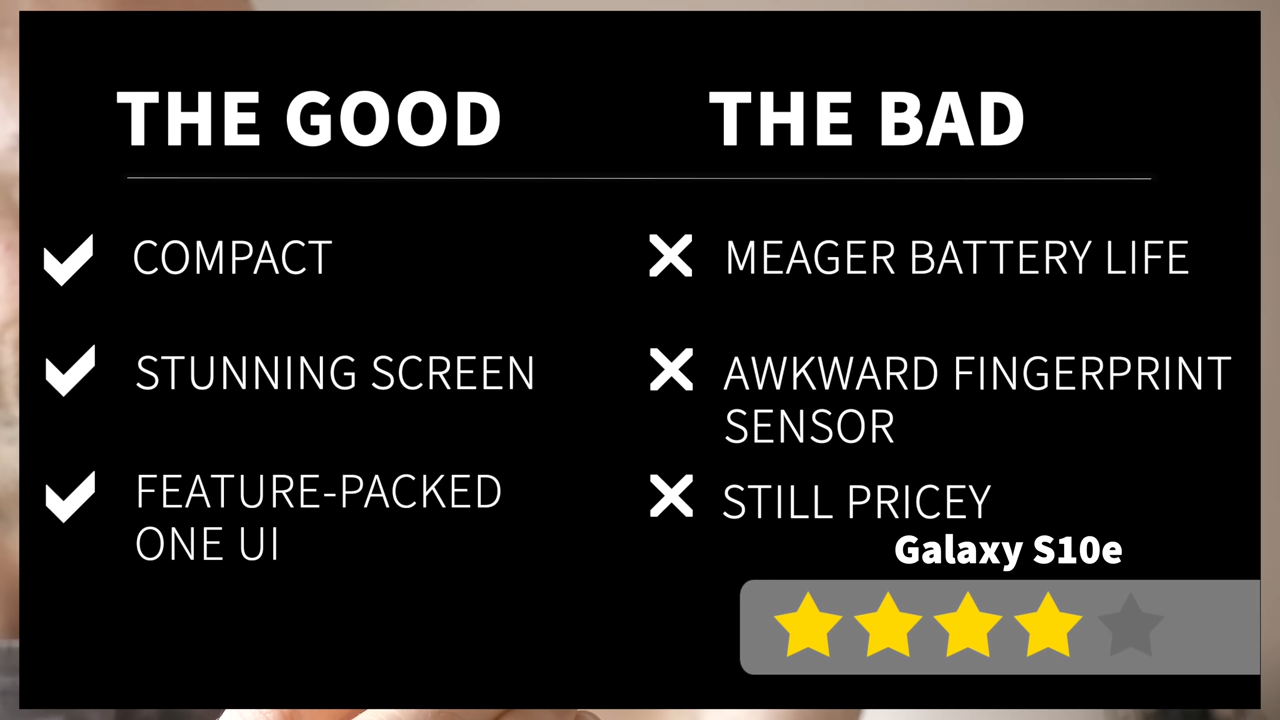 THE GOOD
THE BAD
COMPACT
STUNNING SCREEN
FEATURE-PACKED
ONE UI
MEAGER BATTERY LIFE
AWKWARD FINGERPRINT
SENSOR
STILL PRICEY
Galaxy S10e